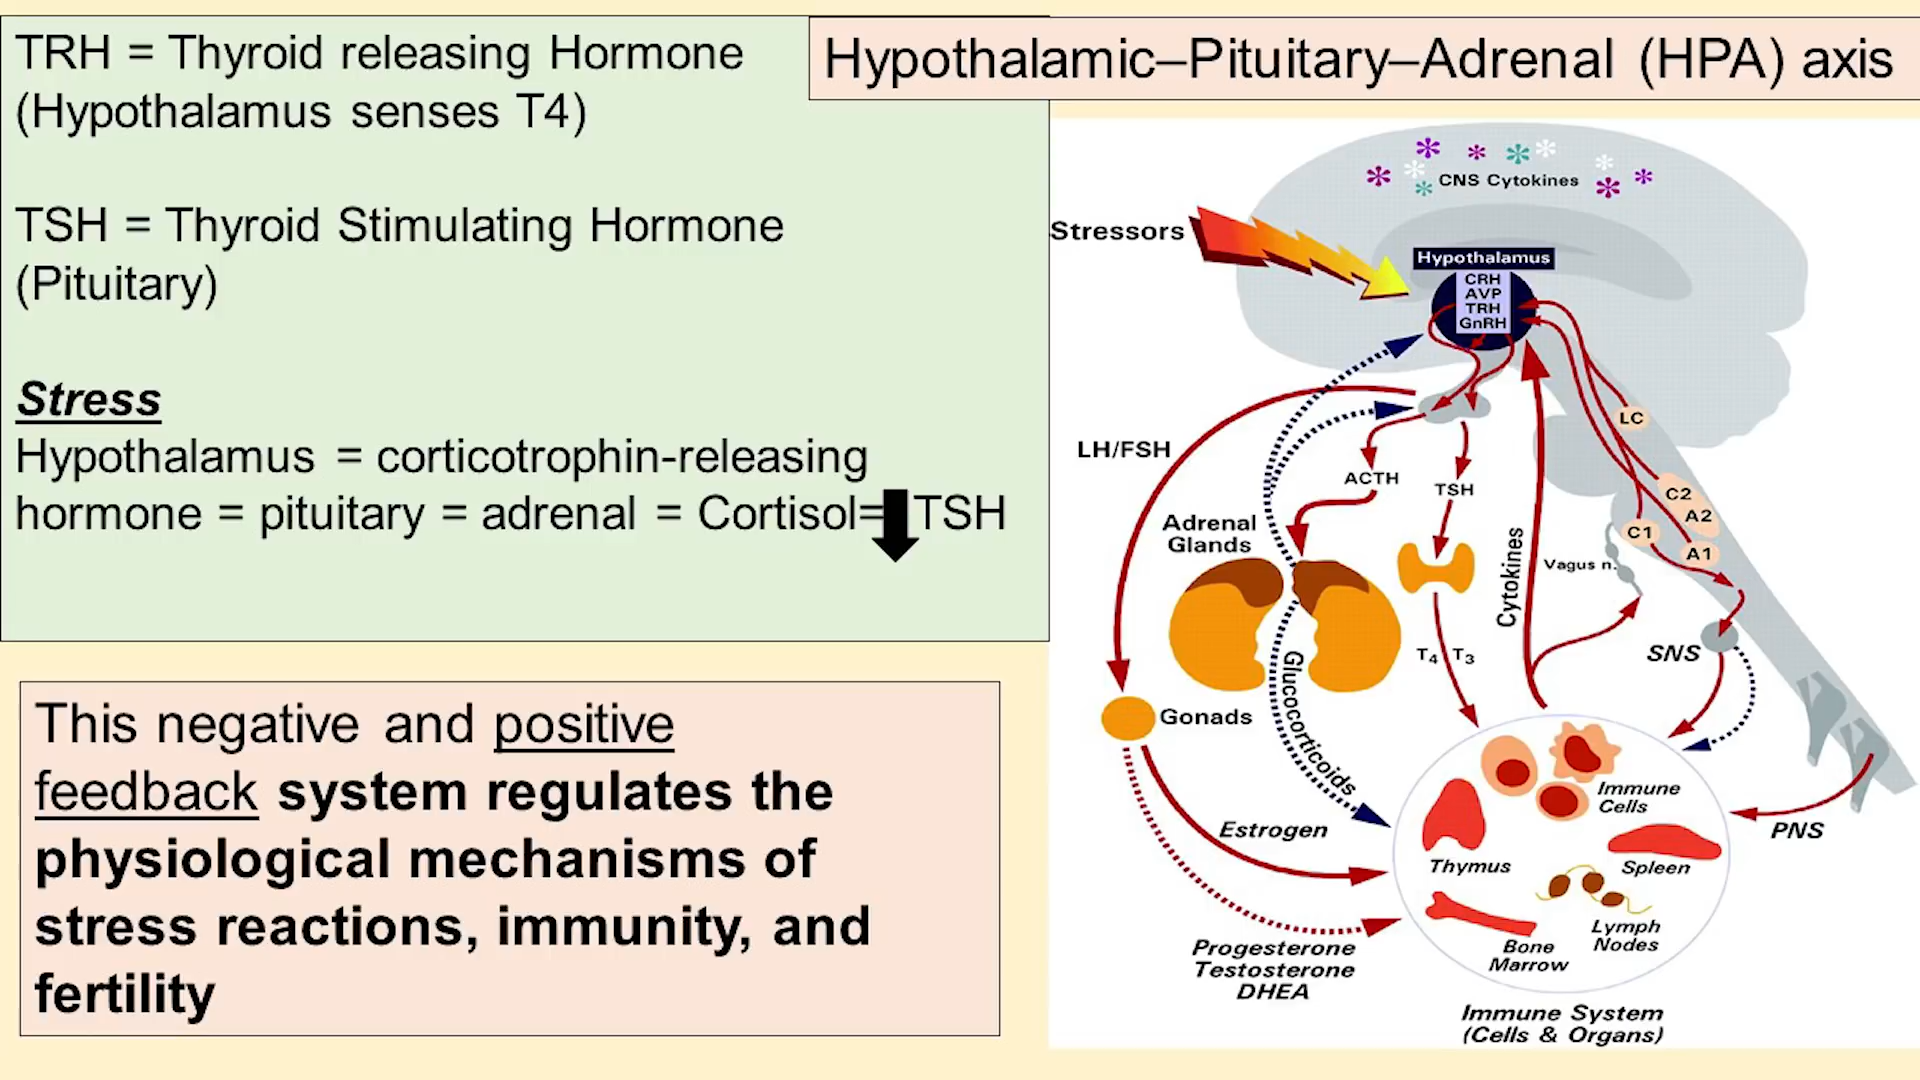 Hypothalamic–Pituitary–Adrenal (HPA) axis
TRH = Thyroid releasing Hormone
(Hypothalamus senses T4)
TSH = Thyroid Stimulating Hormone
(Pituitary)
Stress
Hypothalamus = corticotrophin-releasing
hormone = pituitary = adrenal = Cortisol= TSH
This negative and positive
feedback system regulates the
physiological mechanisms of
stress reactions, immunity, and
fertility
CNS Cytokines
Stressors
Hypothalamus
CRH
AVP
TRH
GnRH
LC
LH/FSH
ACTH
TSH
C2
A2
C1
A1
Adrenal
Glands
Cytokines
Vagus n.
T4 T3
SNS
Glucocorticoids
Gonads
Immune
Cells
Estrogen
PNS
Thymus
Spleen
Lymph
Nodes
Bone
Marrow
Progesterone
Testosterone
DHEA
Immune System
(Cells & Organs)